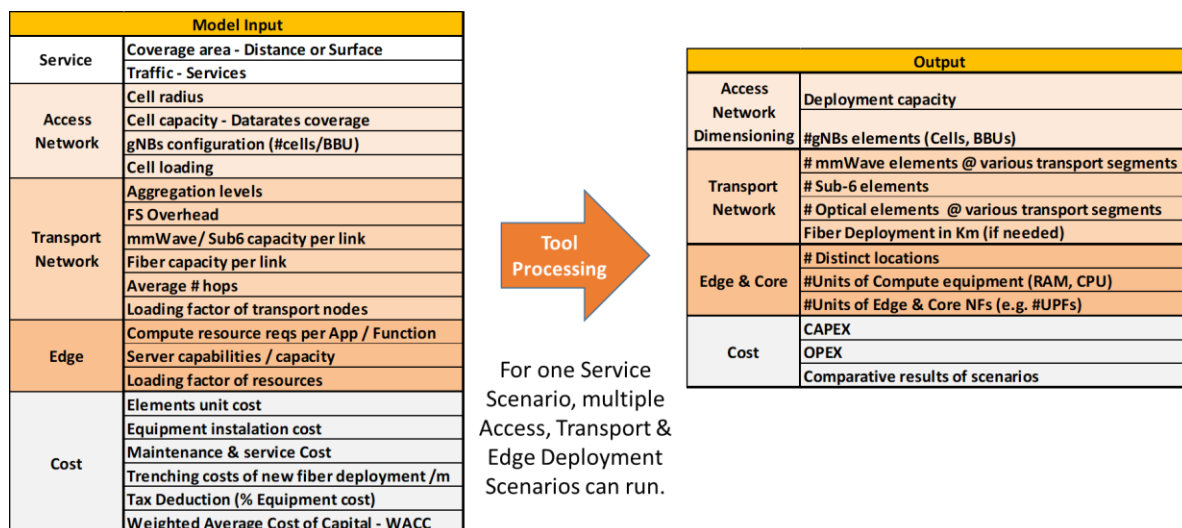 Model Input
Service
Coverage area - Distance or Surface
Traffic - Services
Access
Network
Cell radius
Cell capacity - Datarates coverage
gNBs configuration (#cells/BBU)
Cell loading
Transport
Network
Aggregation levels
FS Overhead
mmWave/ Sub6 capacity per link
Fiber capacity per link
Average # hops
Loading factor of transport nodes
Edge
Compute resource reqs per App / Function
Server capabilities / capacity
Loading factor of resources
Cost
Elements unit cost
Equipment instalation cost
Maintenance & service Cost
Trenching costs of new fiber deployment /m
Tax Deduction (% Equipment cost)
Weighted Average Cost of Capital - WACC
Tool
Processing
For one Service
Scenario, multiple
Access, Transport &
Edge Deployment
Scenarios can run.
Output
Access
Network
Dimensioning
Deployment capacity
#gNBs elements (Cells, BBUs)
Transport
Network
# mmWave elements @ various transport segments
# Sub-6 elements
# Optical elements @ various transport segments
Fiber Deployment in Km (if needed)
Edge & Core
# Distinct locations
#Units of Compute equipment (RAM, CPU)
#Units of Edge & Core NFs (e.g. #UPFs)
Cost
CAPEX
OPEX
Comparative results of scenarios